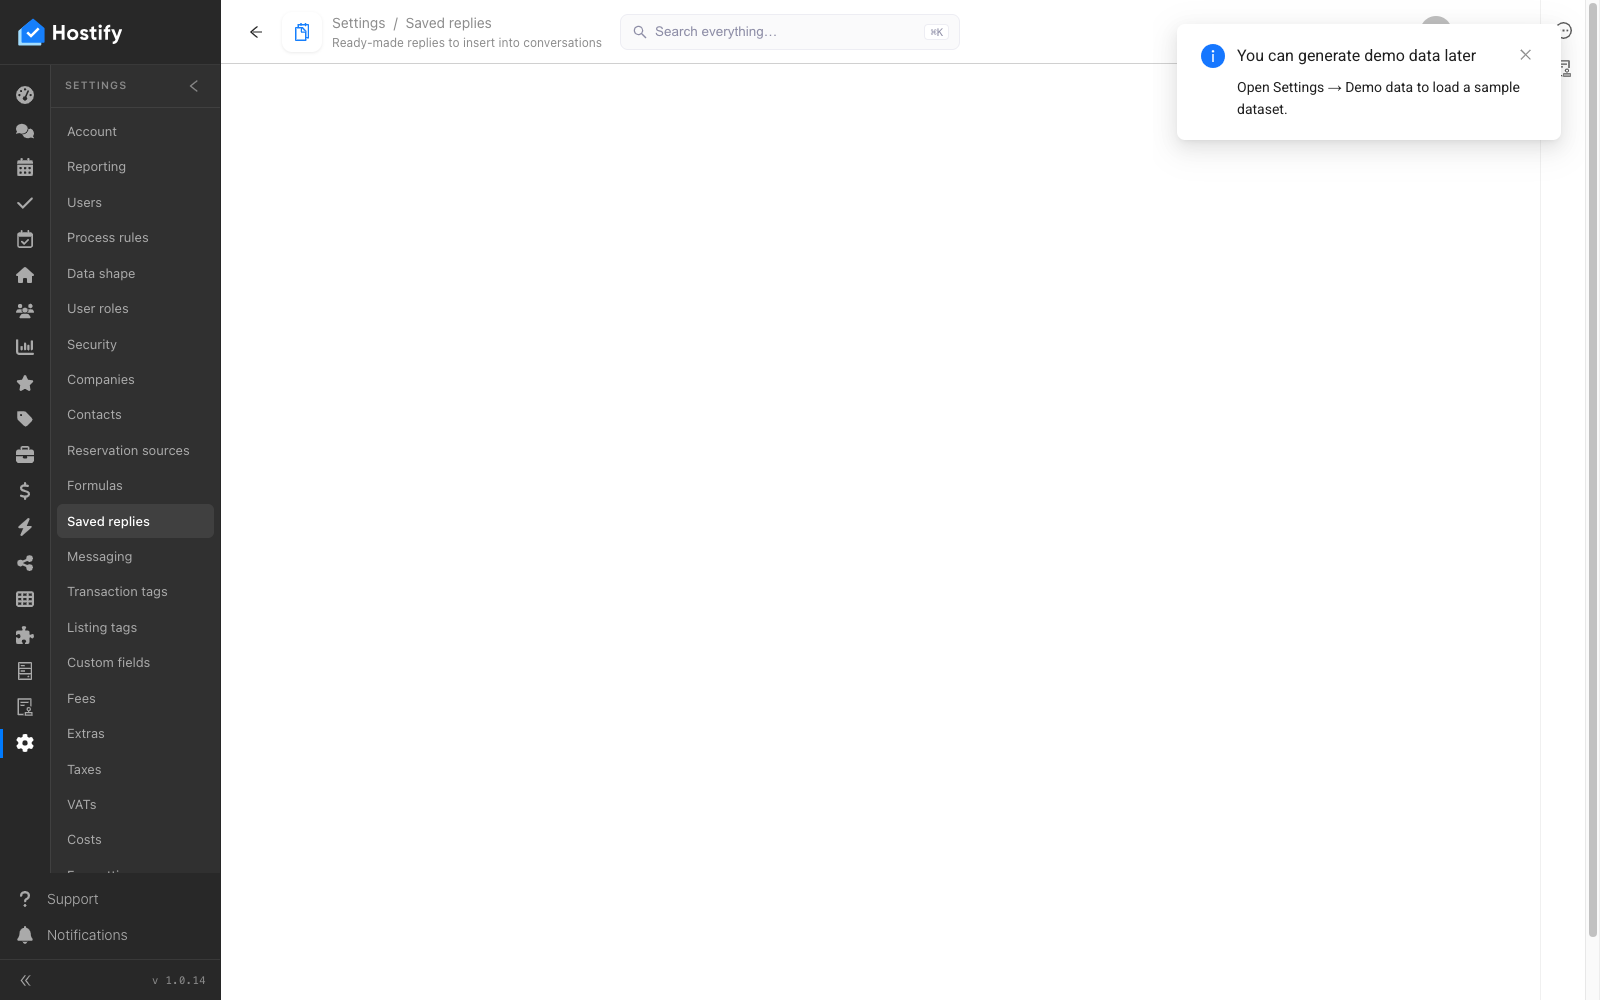 Hostify
SETTINGS
Account
Reporting
Users
Process rules
Data shape
User roles
Security
Companies
Contacts
Reservation sources
Formulas
Saved replies
Messaging
Transaction tags
Listing tags
Custom fields
Fees
Extras
Taxes
VATs
Costs
Support
Notifications
v 1.0.14
Settings / Saved replies
Ready-made replies to insert into conversations
Search everything...
⌘K
You can generate demo data later
Open Settings → Demo data to load a sample
dataset.